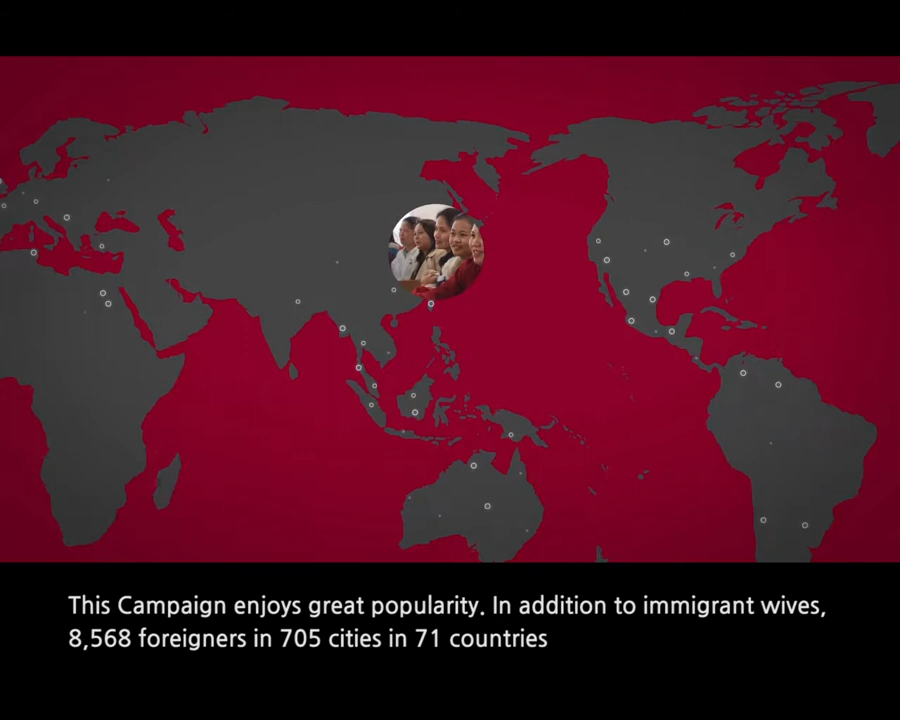 This Campaign enjoys great popularity. In addition to immigrant wives,
8,568 foreigners in 705 cities in 71 countries